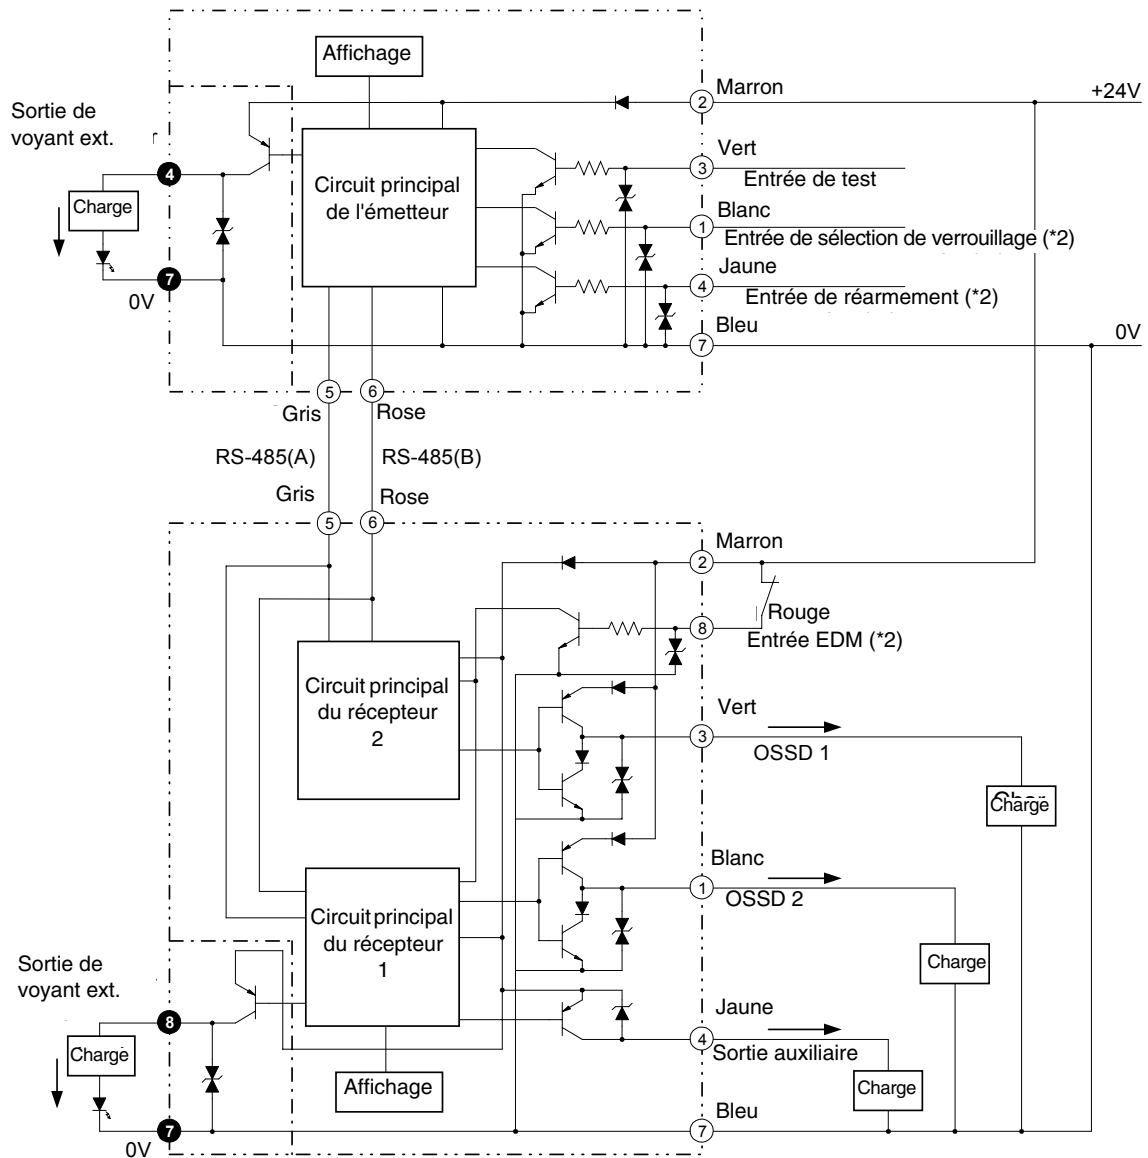 Affichage
Marron
2
+24V
Sortie de
voyant ext.
4
Charge
7
0V
Circuit principal
de l'émetteur
Vert
3
Entrée de test
Blanc
1
Entrée de sélection de verrouillage (*2)
Jaune
4
Entrée de réarmement (*2)
Bleu
7
0V
5
6
Gris
Rose
RS-485(A)
RS-485(B)
Gris
Rose
5
6
Marron
2
Rouge
8
Entrée EDM (*2)
Circuit principal
du récepteur
2
Vert
3
OSSD 1
Charge
Blanc
1
OSSD 2
Charge
Circuit principal
du récepteur
1
Sortie de
voyant ext.
8
Charge
7
0V
Affichage
Jaune
4
Sortie auxiliaire
Charge
Bleu
7